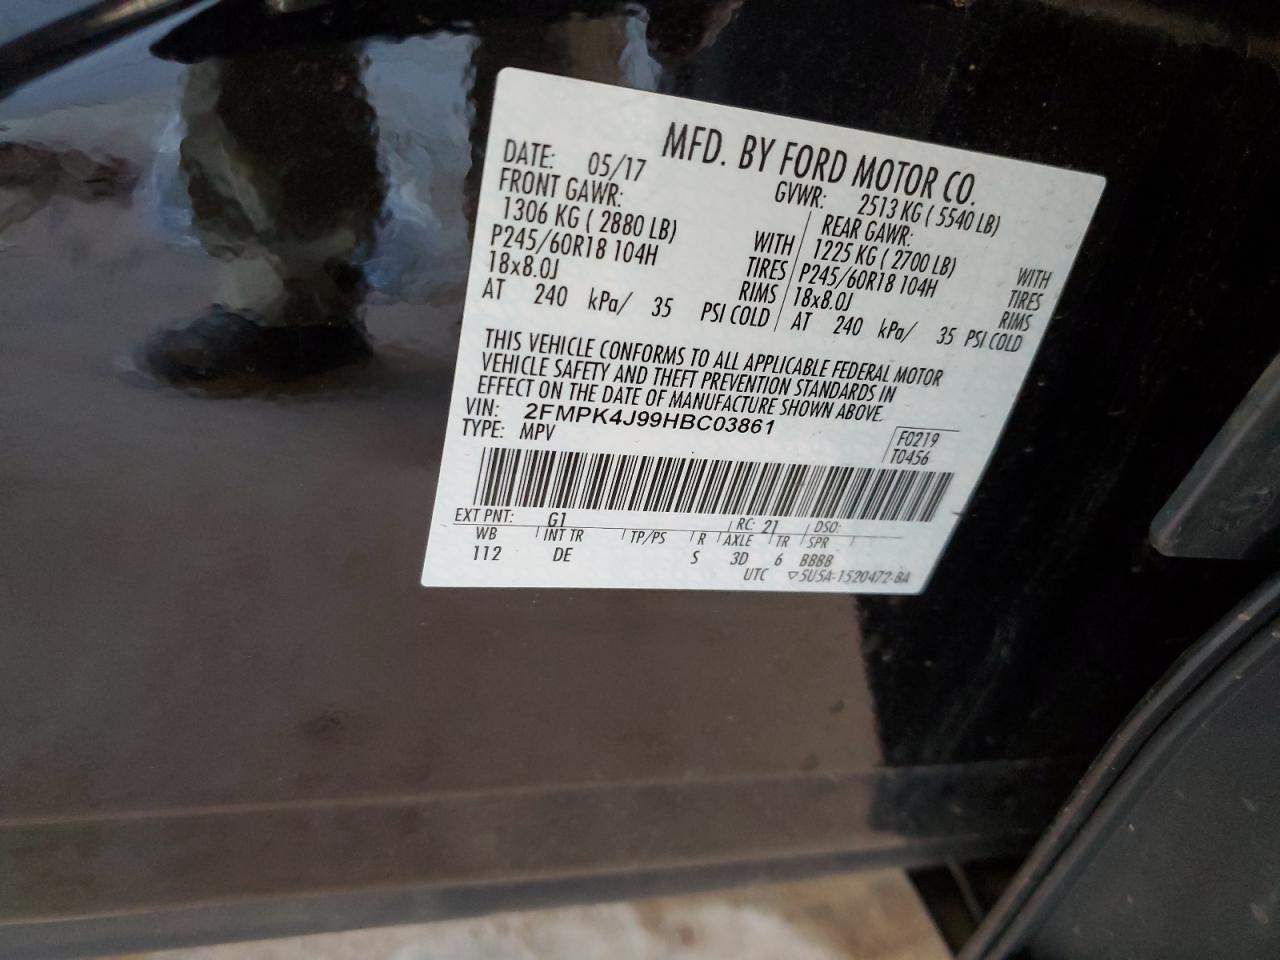 MFD. BY FORD MOTOR CO.
DATE: 05/17 GVWR: 2513 KG ( 5540 LB)
FRONT GAWR: REAR GAWR:
1306 KG ( 2880 LB) WITH 1225 KG ( 2700 LB) WITH
P245/60R18 104H TIRES P245/60R18 104H TIRES
18x8.0J RIMS 18x8.0J RIMS
AT 240 kPa/ 35 PSI COLD AT 240 kPa/ 35 PSI COLD
THIS VEHICLE CONFORMS TO ALL APPLICABLE FEDERAL MOTOR
VEHICLE SAFETY AND THEFT PREVENTION STANDARDS IN
EFFECT ON THE DATE OF MANUFACTURE SHOWN ABOVE.
VIN: 2FMPK4J99HBC03861
TYPE: MPV
F0219
T0456
EXT PNT: G1 RC: 21 DSO:
WB INT TR TP/PS R AXLE TR SPR
112 DE S 3D 6 BBBB
UTC ▽5U5A-1520472-BA